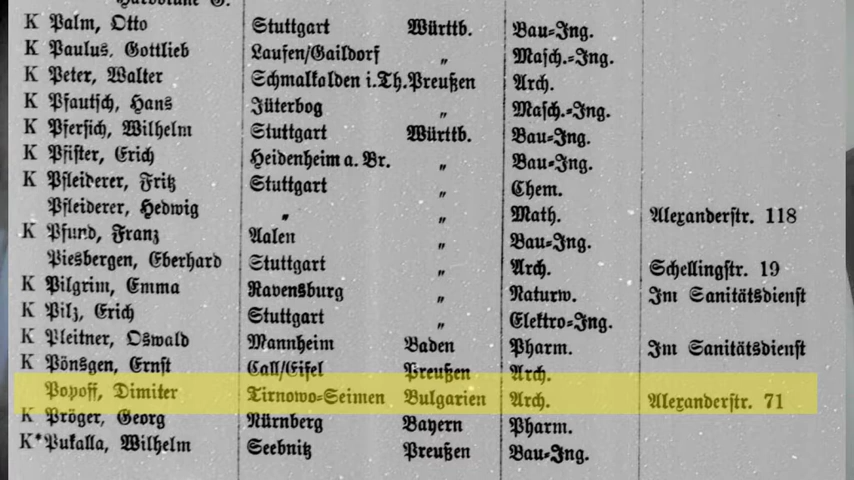 K Palm, Otto Stuttgart Württb. Bau-Ing.
K Paulus, Gottlieb Laufen/Gaildorf „ Masch.-Ing.
K Peter, Walter Schmalkalden i.Th. Preußen Arch.
K Pfautsch, Hans Jüterbog „ Masch.-Ing.
K Pfersich, Wilhelm Stuttgart Württb. Bau-Ing.
K Pfister, Erich Heidenheim a. Br. „ Bau-Ing.
K Pfleiderer, Fritz Stuttgart „ Chem.
Pfleiderer, Hedwig „ „ Math. Alexanderstr. 118
K Pfund, Franz Aalen „ Bau-Ing.
Piesbergen, Eberhard Stuttgart „ Arch. Schellingstr. 19
K Pilgrim, Emma Ravensburg „ Naturw. Im Sanitätsdienst
K Pilz, Erich Stuttgart „ Elektro-Ing.
K Pleitner, Oswald Mannheim Baden Pharm. Im Sanitätsdienst
K Pönsgen, Ernst Call/Eifel Preußen Arch.
Popoff, Dimiter Tirnowo-Seimen Bulgarien Arch. Alexanderstr. 71
K Pröger, Georg Nürnberg Bayern Pharm.
K* Pukalla, Wilhelm Seebnitz Preußen Bau-Ing.